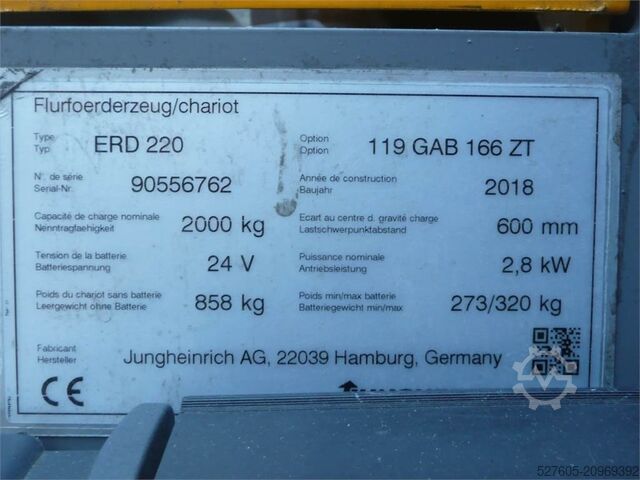 Flurfoerderzeug/chariot
Type
Typ ERD 220 Option
Option 119 GAB 166 ZT
N°. de série
Serial-Nr. 90556762 Année de construction
Baujahr 2018
Capacité de charge nominale
Nenntragfaehigkeit 2000 kg Ecart au centre d. gravité charge
Lastschwerpunktabstand 600 mm
Tension de la batterie
Batteriespannung 24 V Puissance nominale
Antriebsleistung 2,8 kW
Poids du chariot sans batterie
Leergewicht ohne Batterie 858 kg Poids min/max batterie
Batteriegewicht min/max 273/320 kg
Fabricant
Hersteller Jungheinrich AG, 22039 Hamburg, Germany
CE
527605-20969392